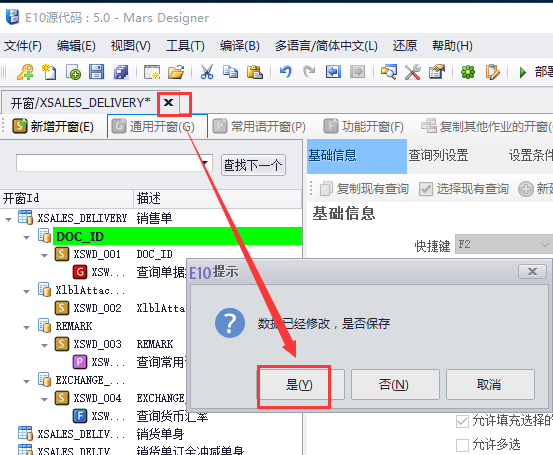 E10源代码 : 5.0 - Mars Designer
文件(F) 编辑(E) 视图(V) 工具(T) 编译(B) 多语言/简体中文(L) 还原 帮助(H)
部署
开窗/XSALES_DELIVERY* ×
新增开窗(E) 通用开窗(G) 常用语开窗(P) 功能开窗(F) 复制其他作业的开窗(
查找下一个
基础信息 查询列设置 设置条件
复制现有查询 选择现有查询 新建
开窗Id 描述
基础信息
XSALES_DELIVERY 销售单
DOC_ID
快捷键 F2
XSWD_001 DOC_ID
XSW... 查询单据
XlblAttac...
XSWD_002 XlblAttac
REMARK
XSWD_003 REMARK
XSW... 查询常用
EXCHANGE_...
XSWD_004 EXCHANGE_
XSW... 查询货币汇率
XSALES_DELIV... 销货单身
XSALES_DELIV... 销货单订金冲减单身
E10提示
数据已经修改，是否保存
是(Y) 否(N) 取消
允许填充选择的
允许多选